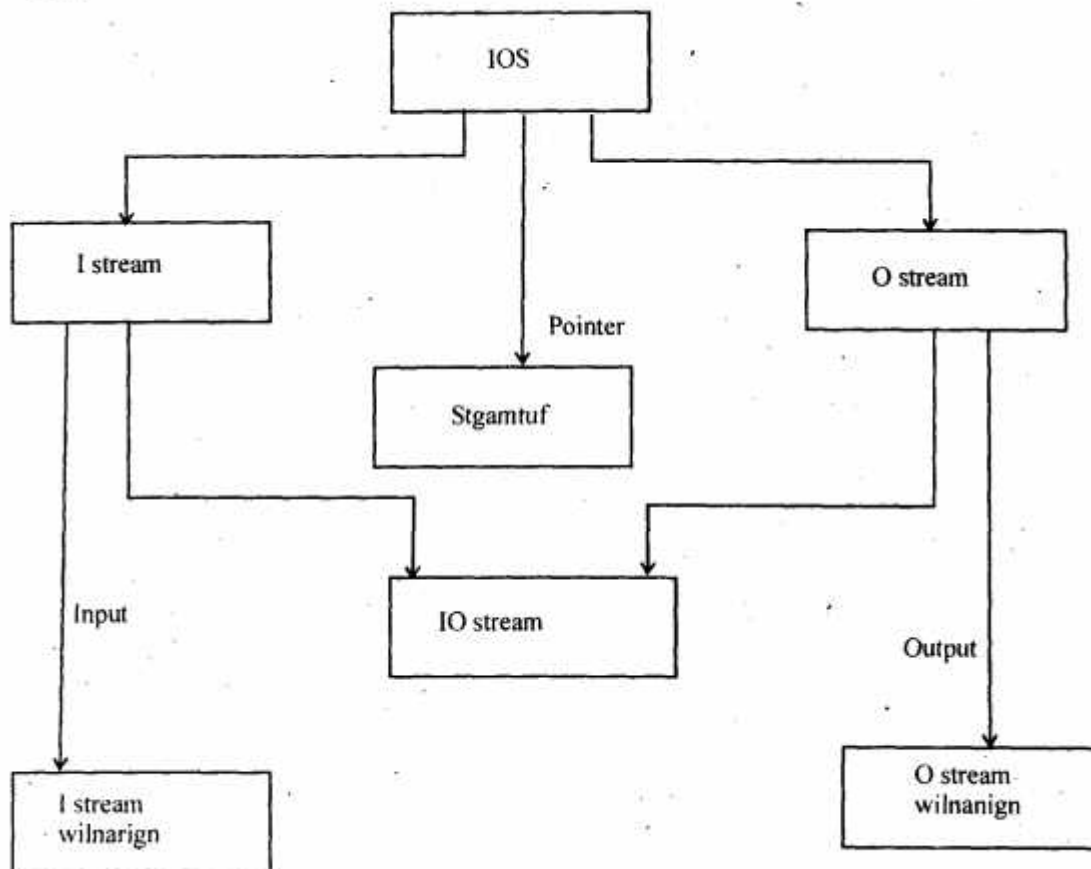 IOS
I stream
O stream
Pointer
Stgamtuf
Input
IO stream
Output
O stream
wilnanign
I stream
wilnarign